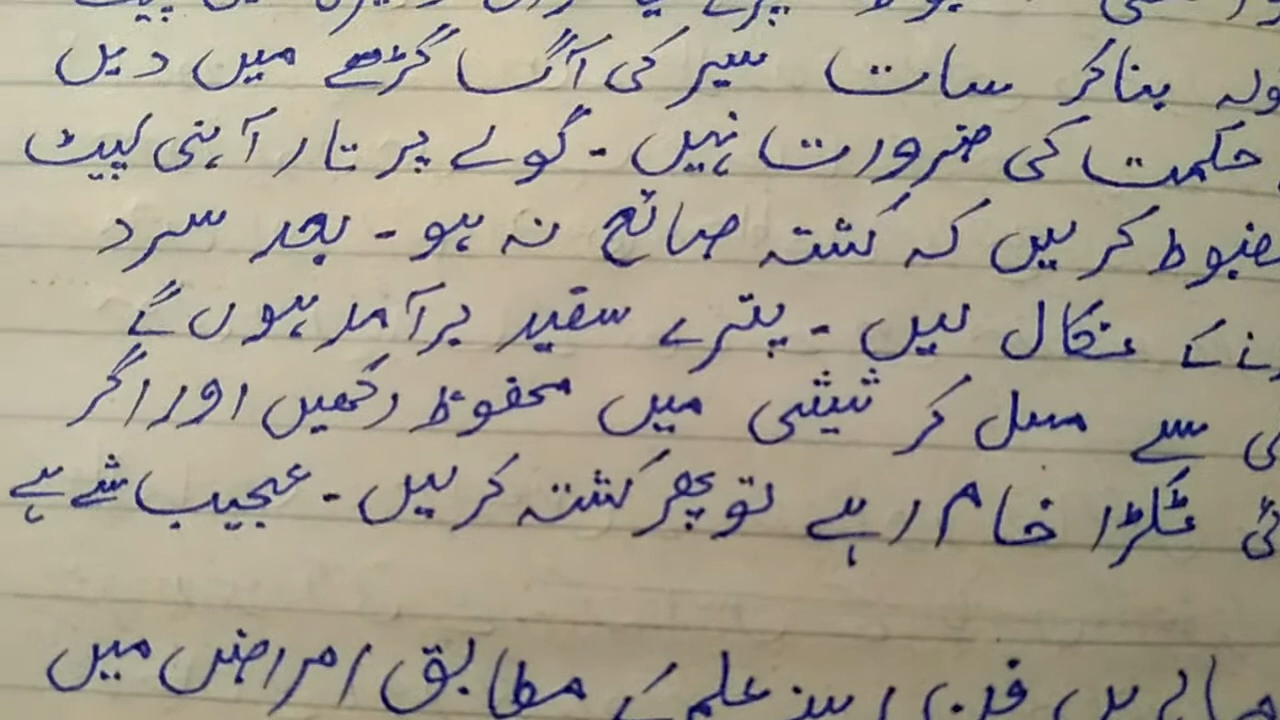 بناکر سات سیر کی آگ گڑھے میں دیں
حکمت کی ضرورت نہیں - گولے پر تار آہنی لپیٹ
کریں کہ کشتہ ضائع نہ ہو - بعد سرد
نکال لیں - پترے سفید برآمد ہوں گے
سے مسل کر شیشی میں محفوظ رکھیں اور اگر
ٹکڑا خام رہے تو پھر کشتہ کریں - عجیب شے ہے
علم کے مطابق امراض میں